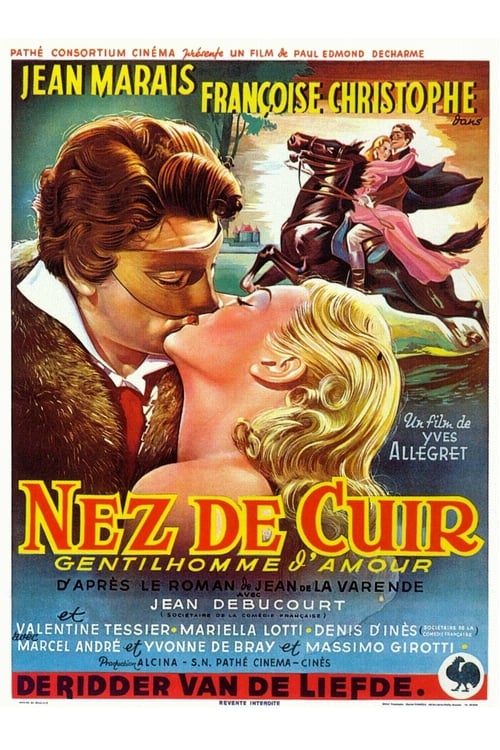 PATHÉ CONSORTIUM CINÉMA présente UN FILM de PAUL EDMOND DECHARME
JEAN MARAIS
FRANÇOISE CHRISTOPHE
dans
Un film de
YVES
ALLEGRET
NEZ DE CUIR
GENTILHOMME d'AMOUR
D'APRÈS LE ROMAN de JEAN de LA VARENDE
AVEC
JEAN DEBUCOURT
(SOCIÉTAIRE DE LA COMÉDIE FRANÇAISE)
et
VALENTINE TESSIER • MARIELLA LOTTI • DENIS D'INÈS (SOCIÉTAIRE DE LA COMÉDIE FRANÇAISE)
avec
MARCEL ANDRÉ et YVONNE DE BRAY et MASSIMO GIROTTI •
Production ALCINA - S.N. PATHÉ CINEMA - CINÈS
DE RIDDER VAN DE LIEFDE.
REVENTE INTERDITE